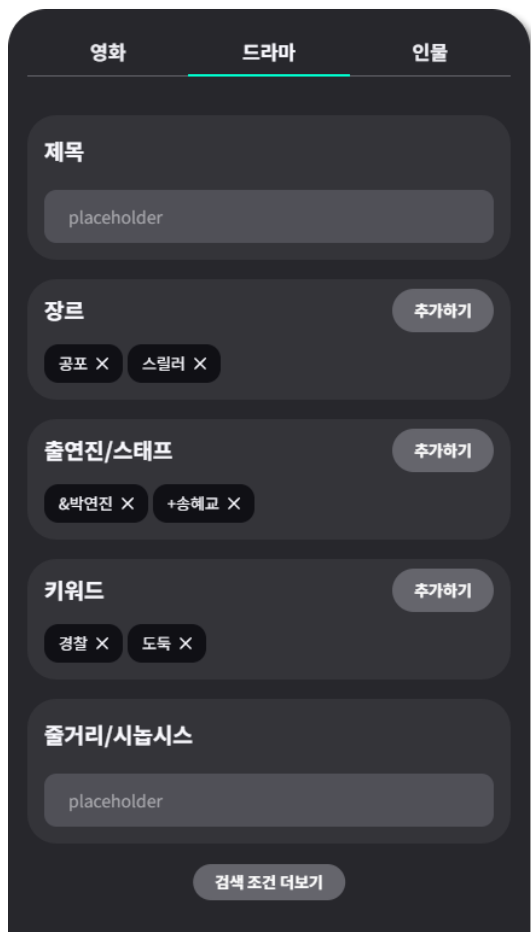 영화 드라마 인물
제목
placeholder
장르 추가하기
공포 × 스릴러 ×
출연진/스태프 추가하기
&박연진 × +송혜교 ×
키워드 추가하기
경찰 × 도둑 ×
줄거리/시놉시스
placeholder
검색 조건 더보기